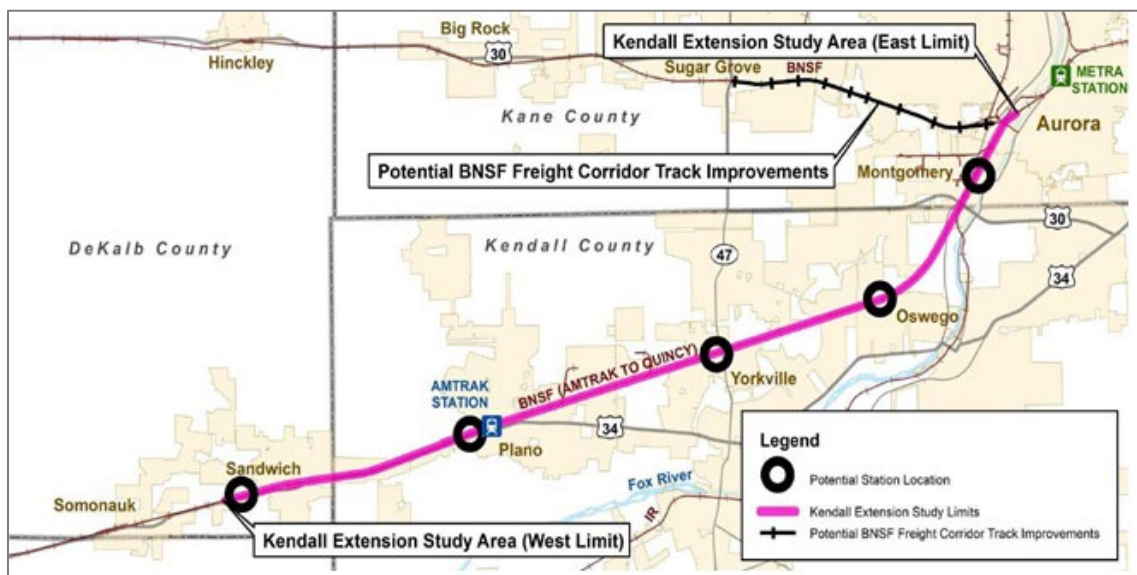 Big Rock
30
Hinckley
Kendall Extension Study Area (East Limit)
Sugar Grove
BNSF
METRA
STATION
Kane County
Aurora
Potential BNSF Freight Corridor Track Improvements
Montgomery
DeKalb County
Kendall County
30
47
34
Oswego
BNSF (AMTRAK TO QUINCY)
Yorkville
AMTRAK
STATION
34
Plano
Sandwich
Somonauk
Fox River
IR
Kendall Extension Study Area (West Limit)
Legend
Potential Station Location
Kendall Extension Study Limits
Potential BNSF Freight Corridor Track Improvements